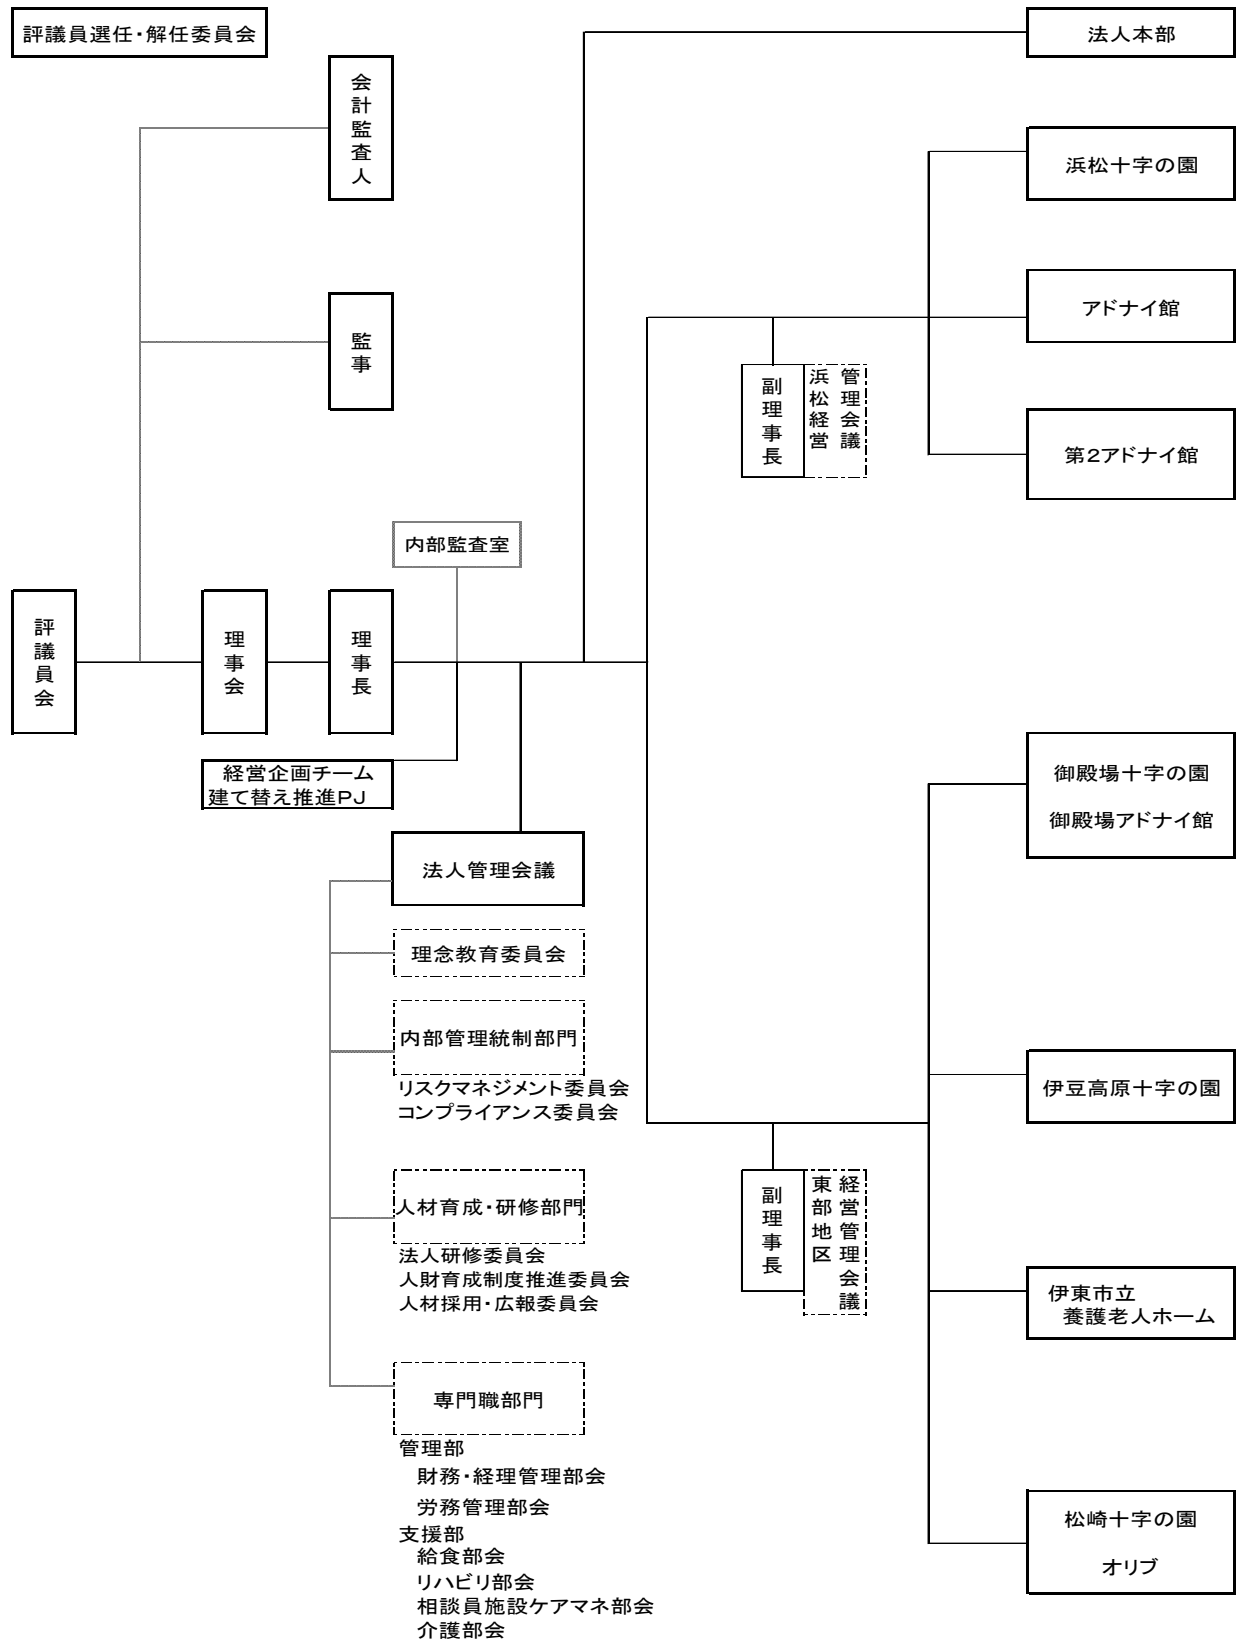 評議員選任・解任委員会
法人本部
会計監査人
浜松十字の園
アドナイ館
監事
副理事長
浜松経営
管理会議
第2アドナイ館
内部監査室
評議員会
理事会
理事長
経営企画チーム
建て替え推進PJ
御殿場十字の園
御殿場アドナイ館
法人管理会議
理念教育委員会
内部管理統制部門
リスクマネジメント委員会
コンプライアンス委員会
伊豆高原十字の園
人材育成・研修部門
法人研修委員会
人財育成制度推進委員会
人材採用・広報委員会
副理事長
東部地区
経営管理会議
伊東市立
養護老人ホーム
専門職部門
管理部
財務・経理管理部会
労務管理部会
支援部
給食部会
リハビリ部会
相談員施設ケアマネ部会
介護部会
松崎十字の園
オリブ